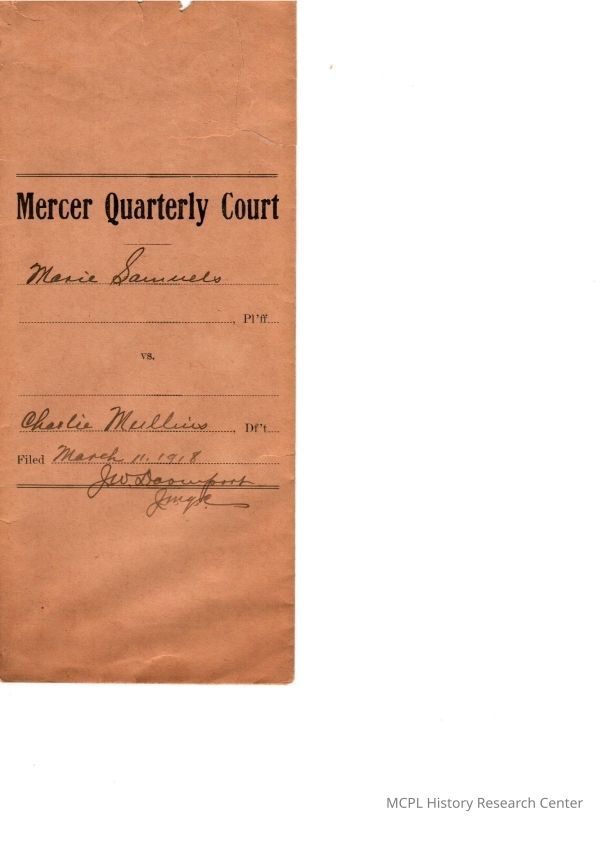 Mercer Quarterly Court
Marie Samuels
, Pl'ff.
vs.
Charlie Mullins, Df't.
Filed March 11. 1918
J.W. Davenport
MCPL History Research Center